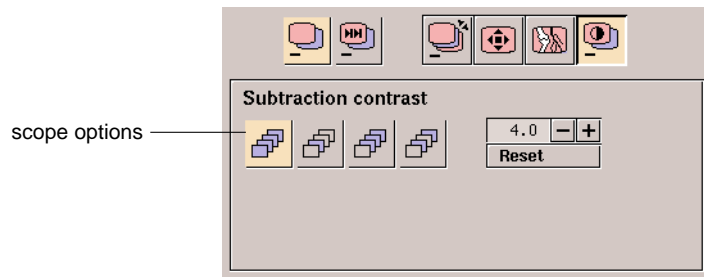 Subtraction contrast
scope options
4.0 − +
Reset